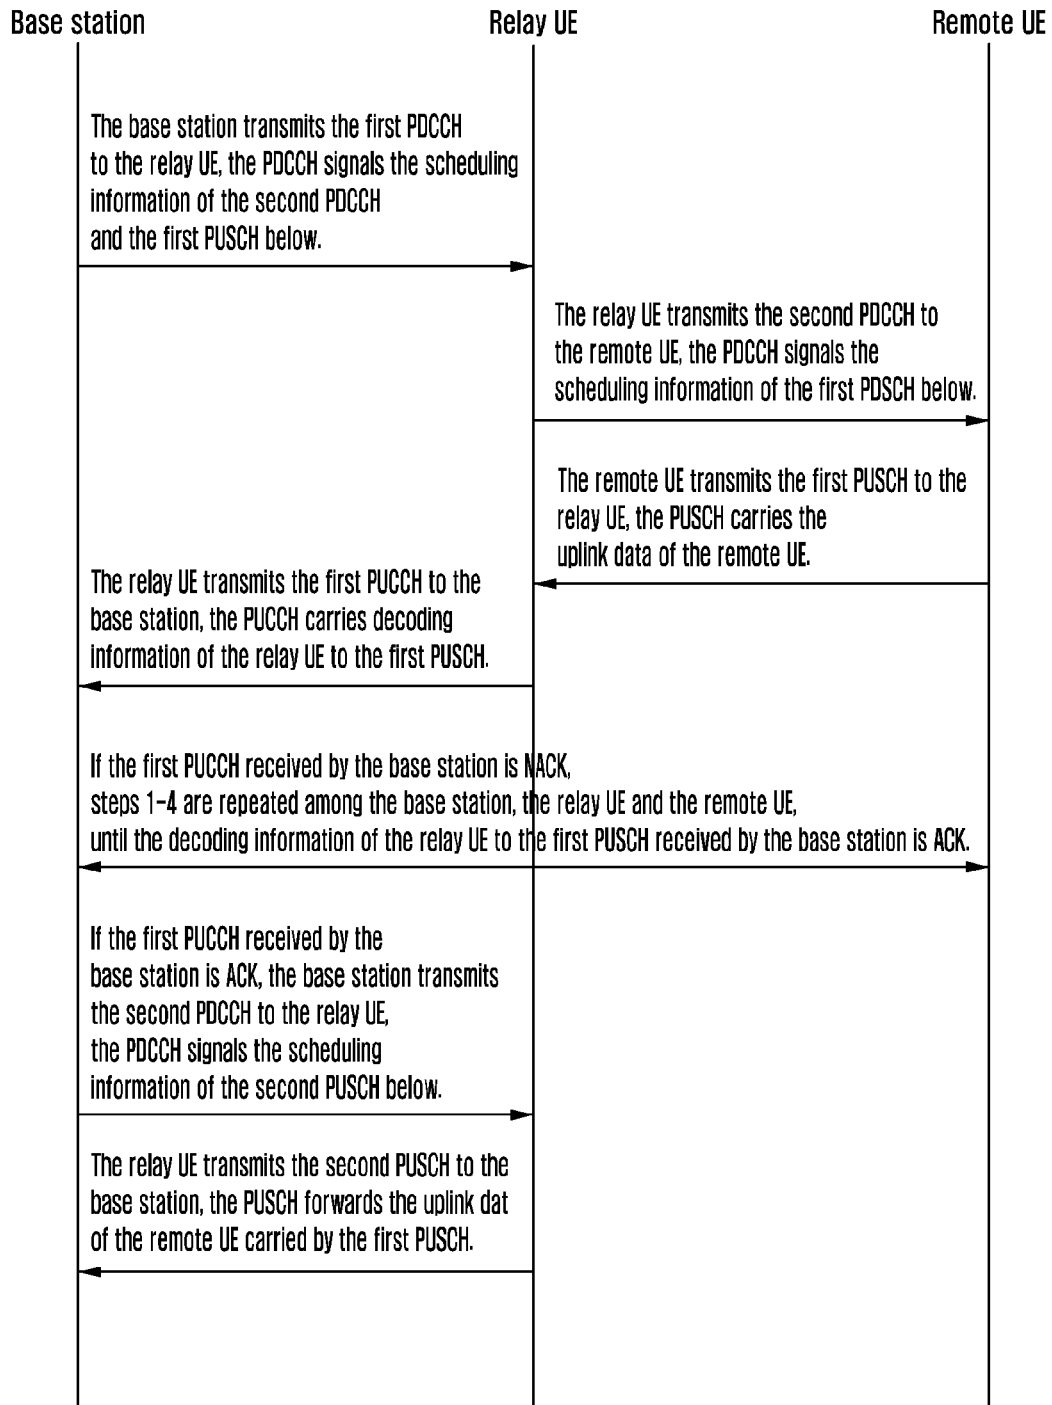 Base station
Relay UE
Remote UE
The base station transmits the first PDCCH
to the relay UE, the PDCCH signals the scheduling
information of the second PDCCH
and the first PUSCH below.
The relay UE transmits the second PDCCH to
the remote UE, the PDCCH signals the
scheduling information of the first PDSCH below.
The remote UE transmits the first PUSCH to the
relay UE, the PUSCH carries the
uplink data of the remote UE.
The relay UE transmits the first PUCCH to the
base station, the PUCCH carries decoding
information of the relay UE to the first PUSCH.
If the first PUCCH received by the base station is NACK,
steps 1-4 are repeated among the base station, the relay UE and the remote UE,
until the decoding information of the relay UE to the first PUSCH received by the base station is ACK.
If the first PUCCH received by the
base station is ACK, the base station transmits
the second PDCCH to the relay UE,
the PDCCH signals the scheduling
information of the second PUSCH below.
The relay UE transmits the second PUSCH to the
base station, the PUSCH forwards the uplink dat
of the remote UE carried by the first PUSCH.